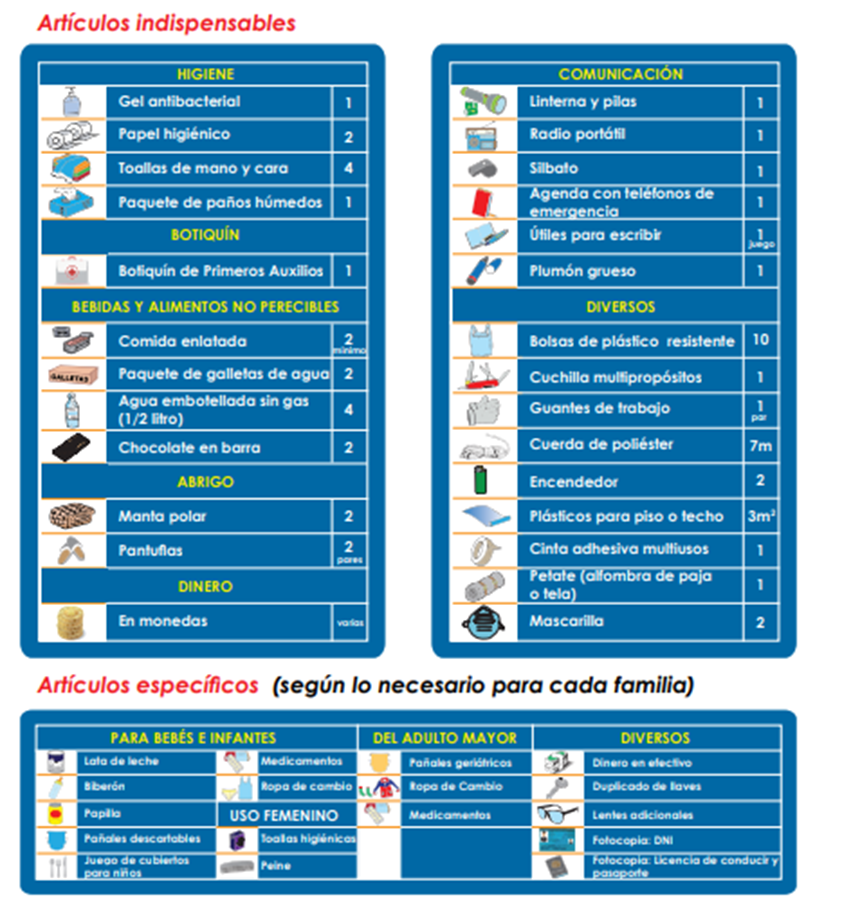 Artículos indispensables
HIGIENE
Gel antibacterial 1
Papel higiénico 2
Toallas de mano y cara 4
Paquete de paños húmedos 1
BOTIQUÍN
Botiquín de Primeros Auxilios 1
BEBIDAS Y ALIMENTOS NO PERECIBLES
Comida enlatada 2
mínimo
GALLETAS
Paquete de galletas de agua 2
Agua embotellada sin gas
(1/2 litro) 4
Chocolate en barra 2
ABRIGO
Manta polar 2
Pantuflas 2
pares
DINERO
En monedas varias
COMUNICACIÓN
Linterna y pilas 1
Radio portátil 1
Silbato 1
Agenda con teléfonos de
emergencia 1
Útiles para escribir 1
juego
Plumón grueso 1
DIVERSOS
Bolsas de plástico resistente 10
Cuchilla multipropósitos 1
Guantes de trabajo 1
par
Cuerda de poliéster 7m
Encendedor 2
Plásticos para piso o techo 3m²
Cinta adhesiva multiusos 1
Petate (alfombra de paja
o tela) 1
Mascarilla 2
Artículos específicos (según lo necesario para cada familia)
PARA BEBÉS E INFANTES
Lata de leche
Biberón
Papilla
Pañales descartables
Juego de cubiertos
para niños
Medicamentos
Ropa de cambio
USO FEMENINO
Toallas higiénicas
Peine
DEL ADULTO MAYOR
Pañales geriátricos
Ropa de Cambio
Medicamentos
DIVERSOS
Dinero en efectivo
Duplicado de llaves
Lentes adicionales
Fotocopia: DNI
Fotocopia: Licencia de conducir y
pasaporte